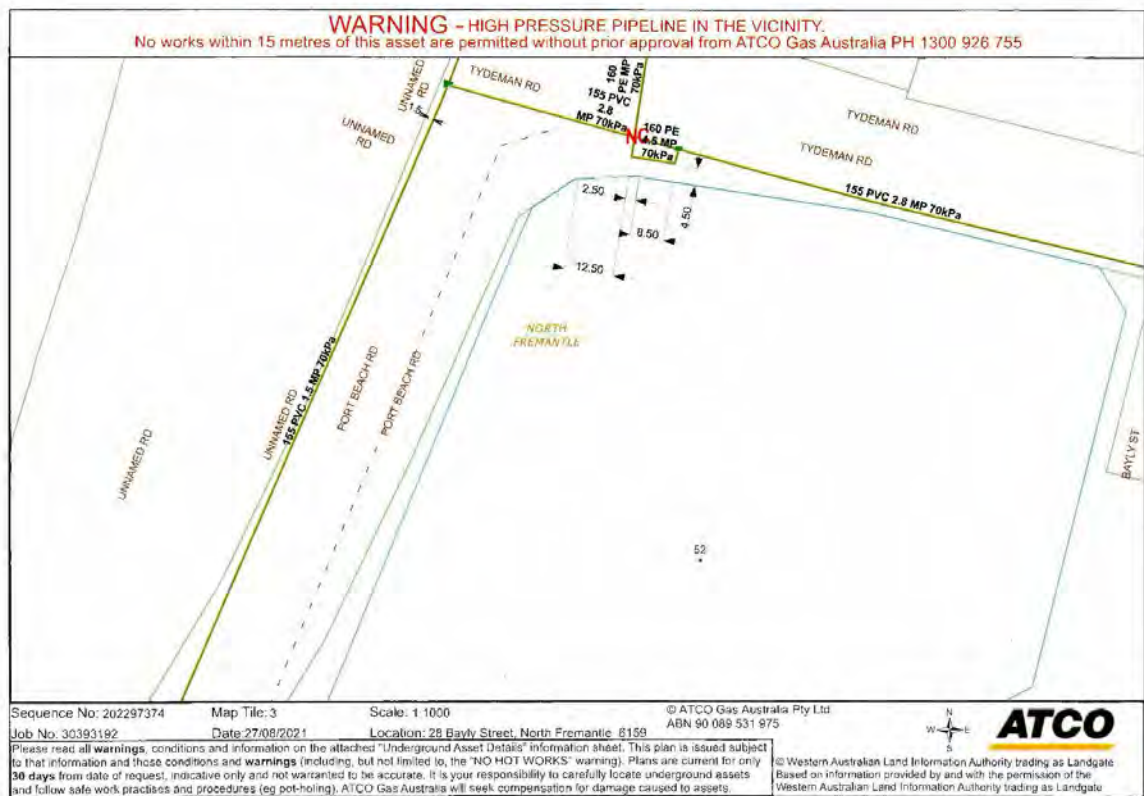 WARNING - HIGH PRESSURE PIPELINE IN THE VICINITY.
No works within 15 metres of this asset are permitted without prior approval from ATCO Gas Australia PH 1300 926 755
UNNAMED RD
TYDEMAN RD
160 PE MP 70kPa
155 PVC
2.8
MP 70kPa
1.5
UNNAMED RD
NC
160 PE
1.5 MP
70kPa
TYDEMAN RD
TYDEMAN RD
155 PVC 2.8 MP 70kPa
2.50
4.50
8.50
12.50
NORTH
FREMANTLE
155 PVC 1.5 MP 70kPa
UNNAMED RD
PORT BEACH RD
PORT BEACH RD
UNNAMED RD
BAYLY ST
52
Sequence No: 202297374 Map Tile: 3 Scale: 1:1000 © ATCO Gas Australia Pty Ltd
Job No: 30393192 Date:27/08/2021 Location: 28 Bayly Street, North Fremantle 6159 ABN 90 089 531 975
N
W E
S
ATCO
Please read all warnings, conditions and information on the attached "Underground Asset Details" information sheet. This plan is issued subject
to that information and those conditions and warnings (including, but not limited to, the "NO HOT WORKS" warning). Plans are current for only
30 days from date of request, indicative only and not warranted to be accurate. It is your responsibility to carefully locate underground assets
and follow safe work practises and procedures (eg pot-holing). ATCO Gas Australia will seek compensation for damage caused to assets.
© Western Australian Land Information Authority trading as Landgate
Based on information provided by and with the permission of the
Western Australian Land Information Authority trading as Landgate